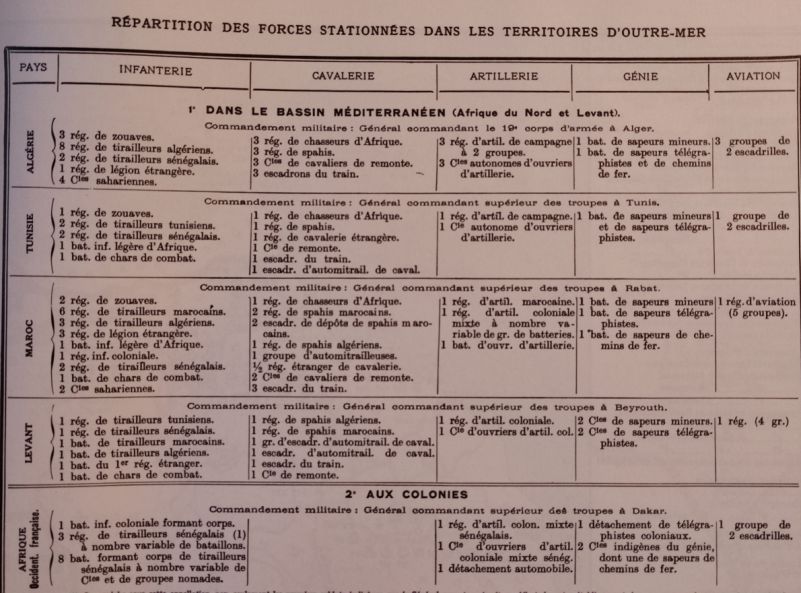 RÉPARTITION DES FORCES STATIONNÉES DANS LES TERRITOIRES D'OUTRE-MER
PAYS
INFANTERIE
CAVALERIE
ARTILLERIE
GÉNIE
AVIATION
1° DANS LE BASSIN MÉDITERRANÉEN (Afrique du Nord et Levant).
Commandement militaire : Général commandant le 19e corps d'armée à Alger.
ALGÉRIE
3 rég. de zouaves.
8 rég. de tirailleurs algériens.
2 rég. de tirailleurs sénégalais.
1 rég. de légion étrangère.
4 Cies sahariennes.
3 rég. de chasseurs d'Afrique.
3 rég. de spahis.
3 Cies de cavaliers de remonte.
3 escadrons du train.
3 rég. d'artil. de campagne
à 2 groupes.
3 Cies autonomes d'ouvriers
d'artillerie.
1 bat. de sapeurs mineurs.
1 bat. de sapeurs télégra-
phistes et de chemins
de fer.
3 groupes de
2 escadrilles.
Commandement militaire : Général commandant supérieur des troupes à Tunis.
TUNISIE
1 rég. de zouaves.
2 rég. de tirailleurs tunisiens.
2 rég. de tirailleurs sénégalais.
1 bat. inf. légère d'Afrique.
1 bat. de chars de combat.
1 rég. de chasseurs d'Afrique.
1 rég. de spahis.
1 rég. de cavalerie étrangère.
1 Cie de remonte.
1 escadr. du train.
1 escadr. d'automitrail. de caval.
1 rég. d'artil. de campagne.
1 Cie autonome d'ouvriers
d'artillerie.
1 bat. de sapeurs mineurs
et de sapeurs télégra-
phistes.
1 groupe de
2 escadrilles.
Commandement militaire : Général commandant supérieur des troupes à Rabat.
MAROC
2 rég. de zouaves.
6 rég. de tirailleurs marocains.
3 rég. de tirailleurs algériens.
3 rég. de légion étrangère.
1 bat. inf. légère d'Afrique.
1 rég. inf. coloniale.
2 rég. de tirailleurs sénégalais.
1 bat. de chars de combat.
2 Cies sahariennes.
1 rég. de chasseurs d'Afrique.
2 rég. de spahis marocains.
2 escadr. de dépôts de spahis maro-
cains.
1 rég. de spahis algériens.
1 groupe d'automitrailleuses.
½ rég. étranger de cavalerie.
2 Cies de cavaliers de remonte.
3 escadr. du train.
1 rég. d'artil. marocaine.
1 rég. d'artil. coloniale
mixte à nombre va-
riable de gr. de batteries.
1 bat. d'ouvr. d'artillerie.
1 bat. de sapeurs mineurs
1 bat. de sapeurs télégra-
phistes.
1 bat. de sapeurs de che-
mins de fer.
1 rég. d'aviation
(5 groupes).
Commandement militaire : Général commandant supérieur des troupes à Beyrouth.
LEVANT
1 rég. de tirailleurs tunisiens.
1 rég. de tirailleurs sénégalais.
1 bat. de tirailleurs marocains.
1 bat. de tirailleurs algériens.
1 bat. du 1er rég. étranger.
1 bat. de chars de combat.
1 rég. de spahis algériens.
1 rég. de spahis marocains.
1 gr. d'escadr. d'automitrail. de caval.
1 escadr. d'automitrail. de caval.
1 escadr. du train.
1 Cie de remonte.
1 rég. d'artil. coloniale.
1 Cie d'ouvriers d'artil. col.
2 Cies de sapeurs mineurs.
2 Cies de sapeurs télégra-
phistes.
1 rég. (4 gr.)
2° AUX COLONIES
Commandement militaire : Général commandant supérieur des troupes à Dakar.
AFRIQUE
Occident. française.
1 bat. inf. coloniale formant corps.
3 rég. de tirailleurs sénégalais (1)
à nombre variable de bataillons.
8 bat. formant corps de tirailleurs
sénégalais à nombre variable de
Cies et de groupes nomades.
1 rég. d'artil. colon. mixte
sénégalais.
1 Cie d'ouvriers d'artil.
coloniale mixte sénég.
1 détachement automobile.
1 détachement de télégra-
phistes coloniaux.
2 Cies indigènes du génie,
dont une de sapeurs de
chemins de fer.
1 groupe de
2 escadrilles.